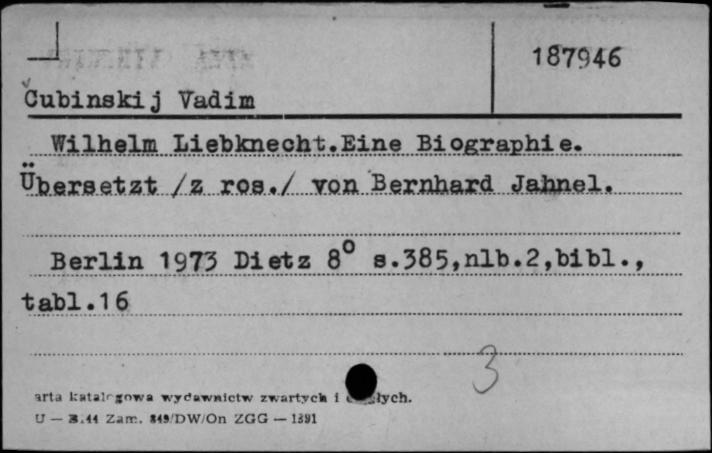 187946
Čubinskij Vadim
Wilhelm Liebknecht.Eine Biographie.
Übersetzt /z ros./ von Bernhard Jahnel.
Berlin 1973 Dietz 8° s.385,nlb.2,bibl.,
tabl.16
3
arta katalogowa wydawnictw zwartych i
U — Zam. 849/DW/On ZGG — 1391